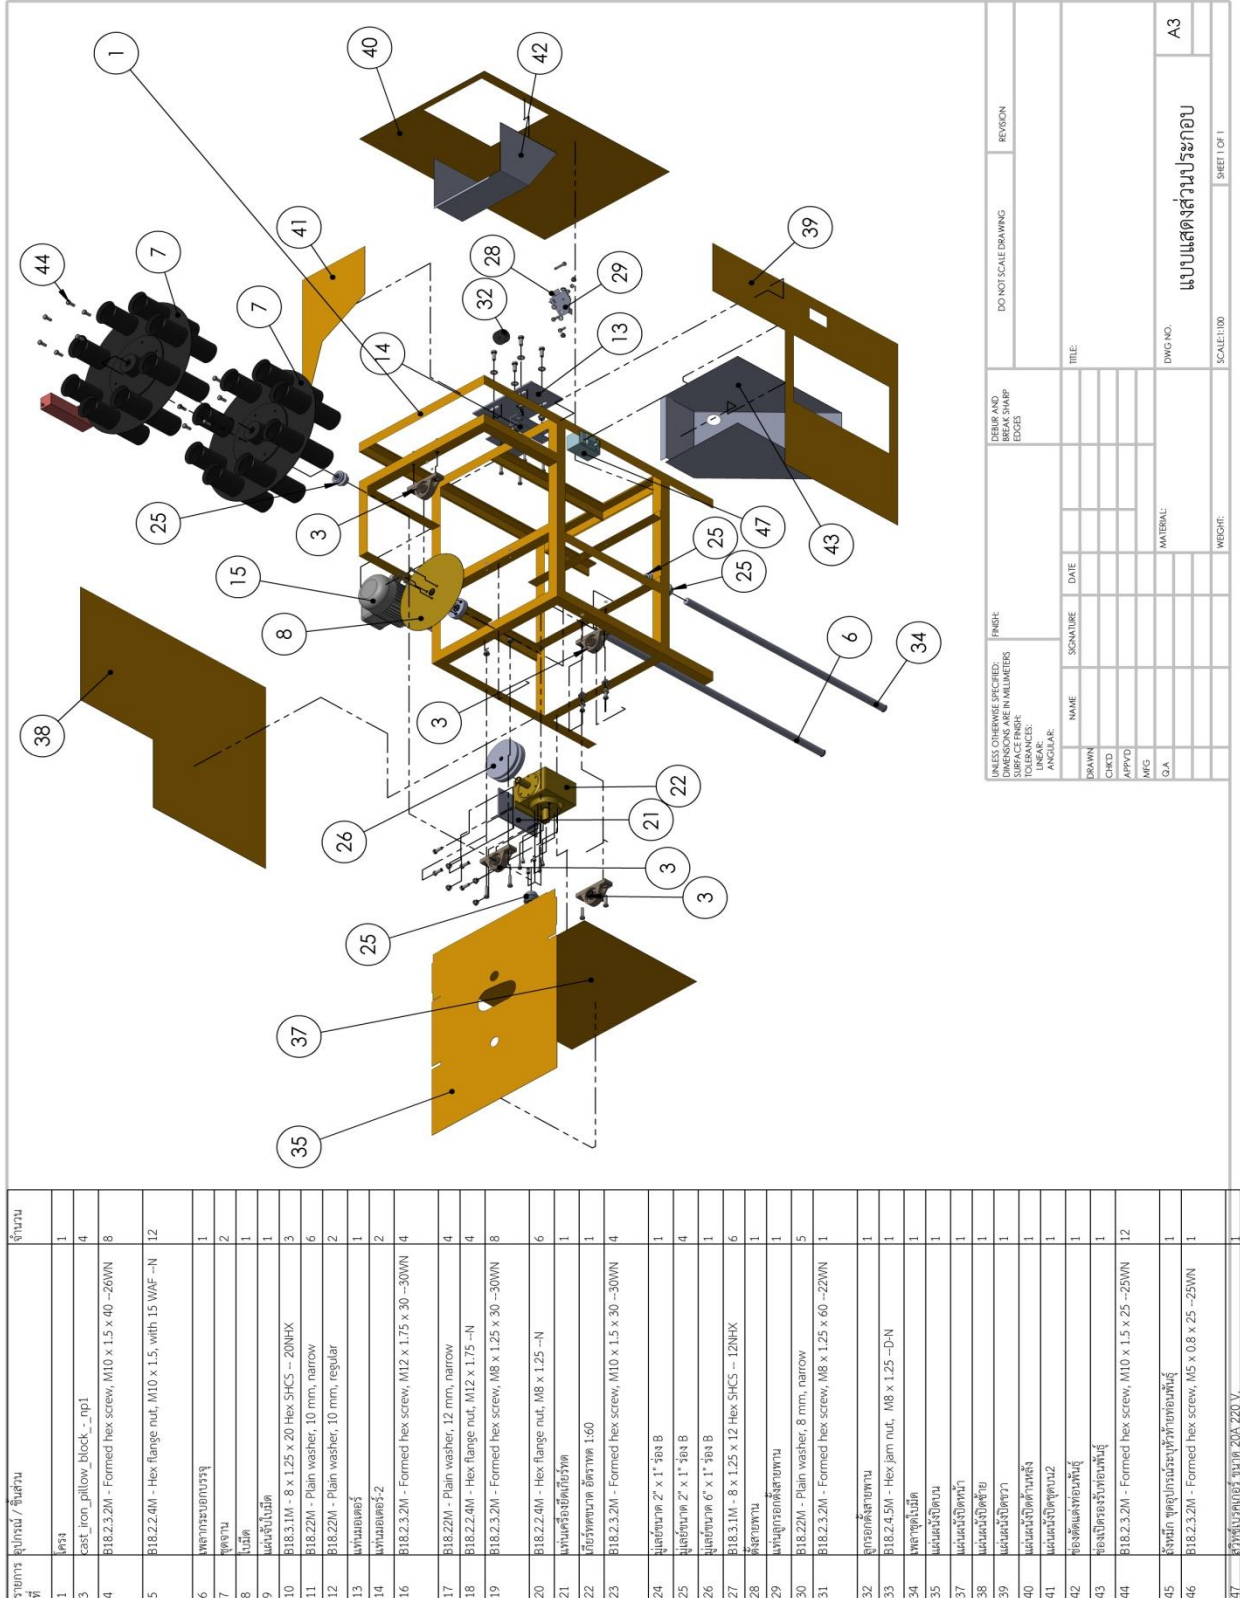 รายการที่ อุปกรณ์ / ชิ้นส่วน จำนวน
1 โครง 1
3 cast_iron_pillow_block_-_np1 4
4 B18.2.3.2M - Formed hex screw, M10 x 1.5 x 40 --26WN 8
5 B18.2.2.4M - Hex flange nut, M10 x 1.5, with 15 WAF --N 12
6 เพลากระบอกบรรจุ 1
7 ชุดจาน 2
8 ใบมีด 1
9 แผ่นจับใบมีด 1
10 B18.3.1M - 8 x 1.25 x 20 Hex SHCS -- 20NHX 3
11 B18.22M - Plain washer, 10 mm, narrow 6
12 B18.22M - Plain washer, 10 mm, regular 2
13 แท่นมอเตอร์ 1
14 แท่นมอเตอร์-2 2
16 B18.2.3.2M - Formed hex screw, M12 x 1.75 x 30 --30WN 4
17 B18.22M - Plain washer, 12 mm, narrow 4
18 B18.2.2.4M - Hex flange nut, M12 x 1.75 --N 4
19 B18.2.3.2M - Formed hex screw, M8 x 1.25 x 30 --30WN 8
20 B18.2.2.4M - Hex flange nut, M8 x 1.25 --N 6
21 แท่นเครื่องยึดเกียร์ทด 1
22 เกียร์ทดขนาด อัตราทด 1:60 1
23 B18.2.3.2M - Formed hex screw, M10 x 1.5 x 30 --30WN 4
24 มู่เลย์ขนาด 2" x 1" ร่อง B 1
25 มู่เลย์ขนาด 2" x 1" ร่อง B 4
26 มู่เลย์ขนาด 6" x 1" ร่อง B 1
27 B18.3.1M - 8 x 1.25 x 12 Hex SHCS -- 12NHX 6
28 ตึงสายพาน 1
29 แท่นลูกรอกตึงสายพาน 1
30 B18.22M - Plain washer, 8 mm, narrow 5
31 B18.2.3.2M - Formed hex screw, M8 x 1.25 x 60 --22WN 1
32 ลูกรอกตึงสายพาน 1
33 B18.2.4.5M - Hex jam nut, M8 x 1.25 --D-N 1
34 เพลาชุดใบมีด 1
35 แผ่นผนังปิดบน 1
37 แผ่นผนังปิดหน้า 1
38 แผ่นผนังปิดซ้าย 1
39 แผ่นผนังปิดขวา 1
40 แผ่นผนังปิดด้านหลัง 1
41 แผ่นผนังปิดชุดบน2 1
42 ช่องตัดแต่งท่อนพันธุ์ 1
43 ช่องเปิดรองรับท่อนพันธุ์ 1
44 B18.2.3.2M - Formed hex screw, M10 x 1.5 x 25 --25WN 12
45 ถังหมึก ชุดอุปกรณ์ระบุหัวท้ายท่อนพันธุ์ 1
46 B18.2.3.2M - Formed hex screw, M5 x 0.8 x 25 --25WN 1
47 สวิทซ์เบรคเกอร์ ขนาด 20A 220 V. 1
1
40
42
44
7
41
7
28
29
32
39
14
13
25
3
15
8
47
43
25
25
38
3
6
34
26
22
21
3
3
25
37
35
UNLESS OTHERWISE SPECIFIED:
DIMENSIONS ARE IN MILLIMETERS
SURFACE FINISH:
TOLERANCES:
LINEAR:
ANGULAR:
FINISH:
DEBUR AND
BREAK SHARP
EDGES
DO NOT SCALE DRAWING
REVISION
NAME SIGNATURE DATE
DRAWN
CHK'D
APPV'D
MFG
Q.A
MATERIAL:
WEIGHT:
TITLE:
DWG NO.
แบบแสดงส่วนประกอบ
A3
SCALE:1:100
SHEET 1 OF 1